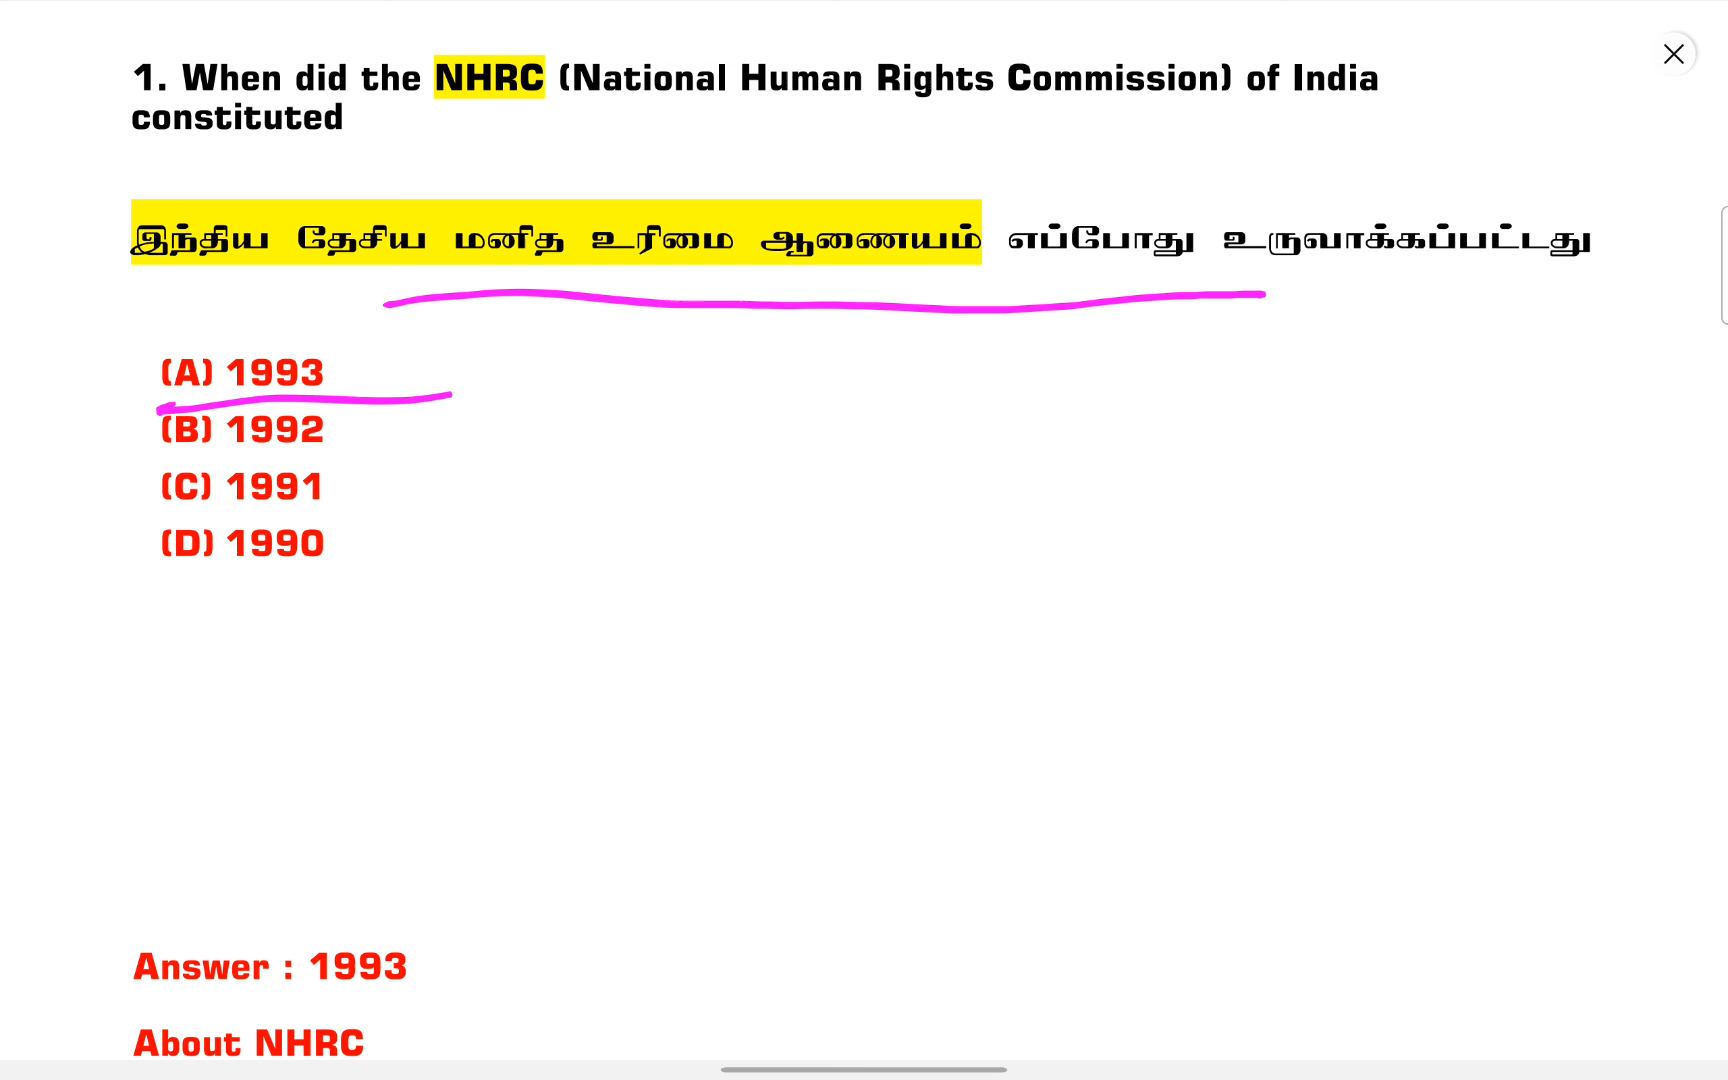 1. When did the NHRC (National Human Rights Commission) of India
constituted
இந்திய தேசிய மனித உரிமை ஆணையம் எப்போது உருவாக்கப்பட்டது
(A) 1993
(B) 1992
(C) 1991
(D) 1990
Answer : 1993
About NHRC